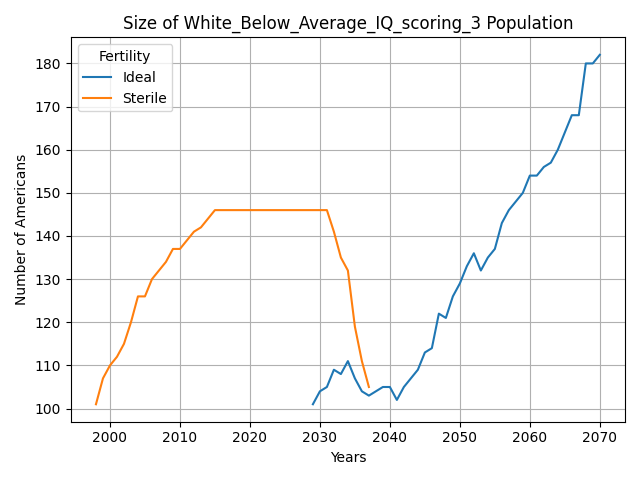 Size of White_Below_Average_IQ_scoring_3 Population
Fertility
Ideal
Sterile
Number of Americans
180
170
160
150
140
130
120
110
100
2000 2010 2020 2030 2040 2050 2060 2070
Years